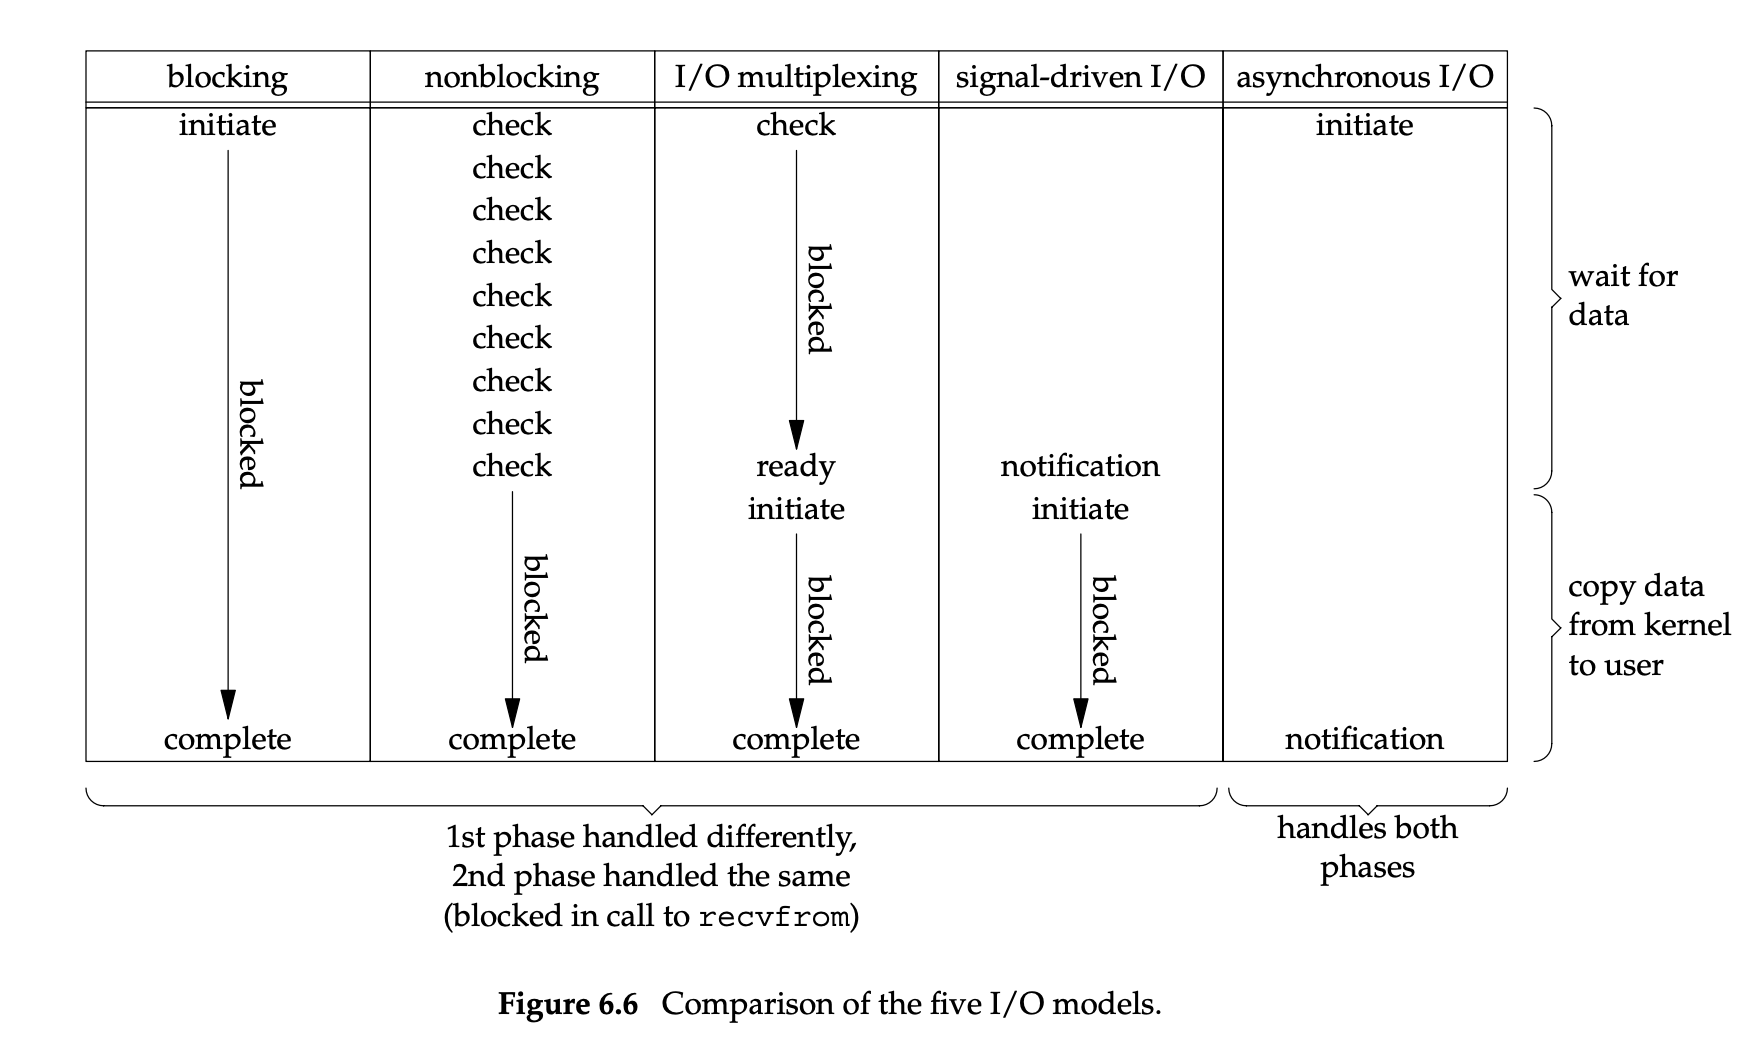 blocking nonblocking I/O multiplexing signal-driven I/O asynchronous I/O
initiate check check initiate
check
check
check
check
check
check
check
check ready notification
initiate initiate
blocked
blocked
blocked
blocked
blocked
complete complete complete complete notification
wait for
data
copy data
from kernel
to user
1st phase handled differently,
2nd phase handled the same
(blocked in call to recvfrom)
handles both
phases
Figure 6.6 Comparison of the five I/O models.